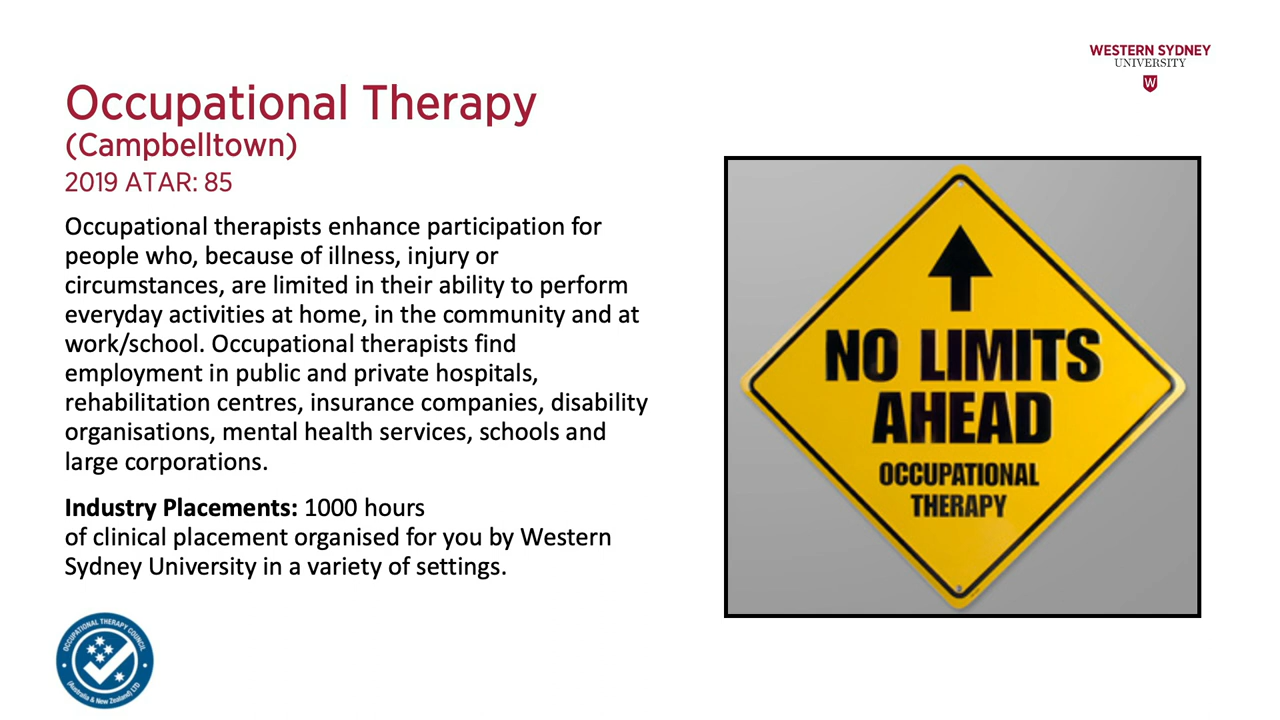 WESTERN SYDNEY
UNIVERSITY
W
Occupational Therapy
(Campbelltown)
2019 ATAR: 85
Occupational therapists enhance participation for
people who, because of illness, injury or
circumstances, are limited in their ability to perform
everyday activities at home, in the community and at
work/school. Occupational therapists find
employment in public and private hospitals,
rehabilitation centres, insurance companies, disability
organisations, mental health services, schools and
large corporations.
Industry Placements: 1000 hours
of clinical placement organised for you by Western
Sydney University in a variety of settings.
NO LIMITS
AHEAD
OCCUPATIONAL
THERAPY
OCCUPATIONAL THERAPY COUNCIL
(Australia & New Zealand) LTD